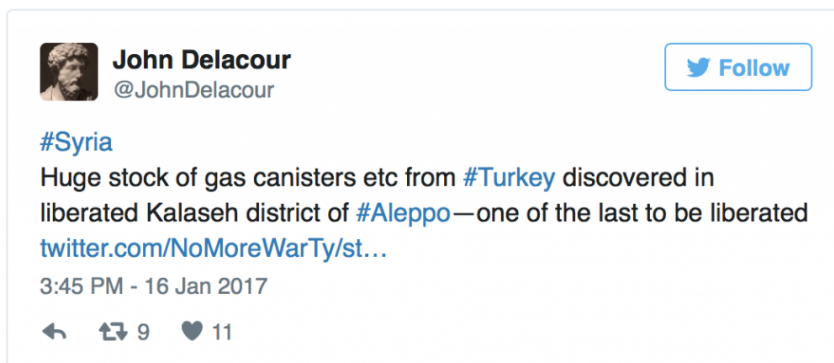 John Delacour
@JohnDelacour
Follow
#Syria
Huge stock of gas canisters etc from #Turkey discovered in
liberated Kalaseh district of #Aleppo—one of the last to be liberated
twitter.com/NoMoreWarTy/st…
3:45 PM - 16 Jan 2017
9 11